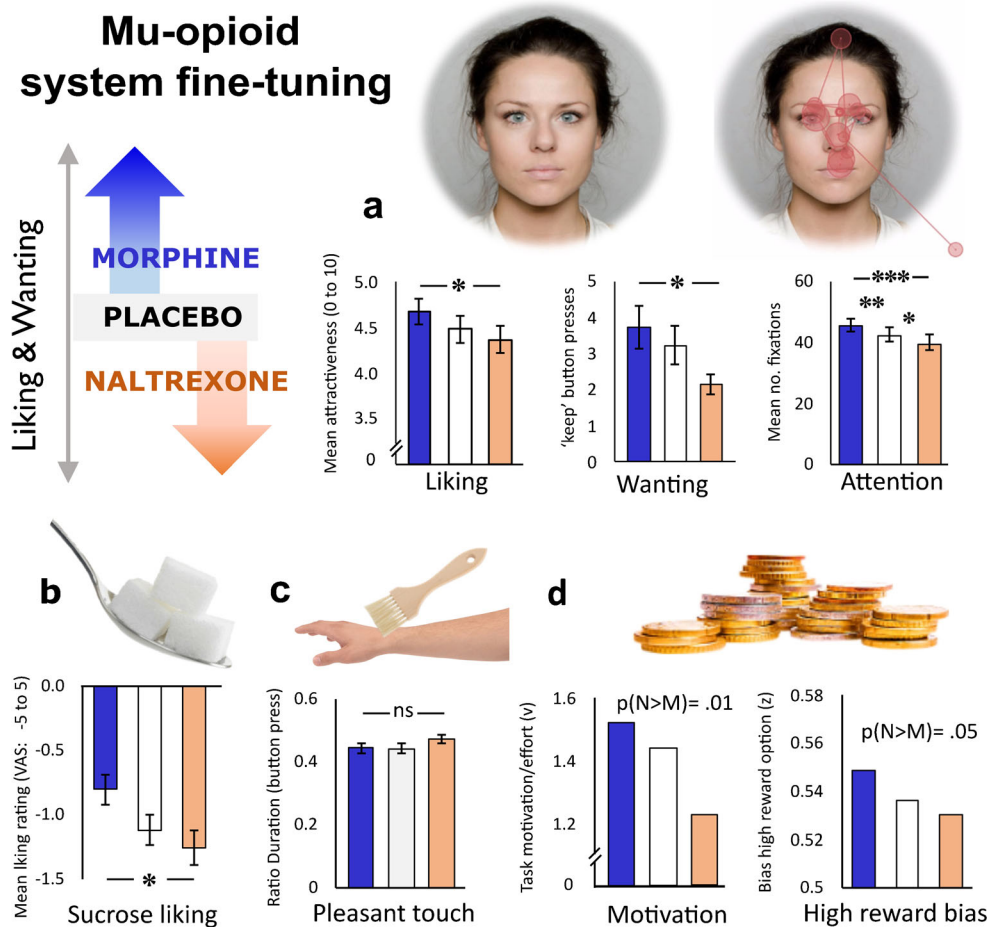 Mu-opioid
system fine-tuning
Liking & Wanting
MORPHINE
PLACEBO
NALTREXONE
a
Mean attractiveness (0 to 10)
5.0
4.5
4.0
3.5
0
*
Liking
'keep' button presses
5
4
3
2
1
0
*
Wanting
Mean no. fixations
60
40
20
0
***
**
*
Attention
b
Mean lking rating (VAS: -5 to 5)
0.0
-0.5
-1.0
-1.5
*
Sucrose liking
c
Ratio Duration (button press)
0.6
0.4
0.2
0
ns
Pleasant touch
d
Task motivation/effort (v)
1.6
1.4
1.2
0
p(N>M)= .01
Motivation
Bias high reward option (z)
0.58
0.56
0.54
0.52
0.5
p(N>M)= .05
High reward bias